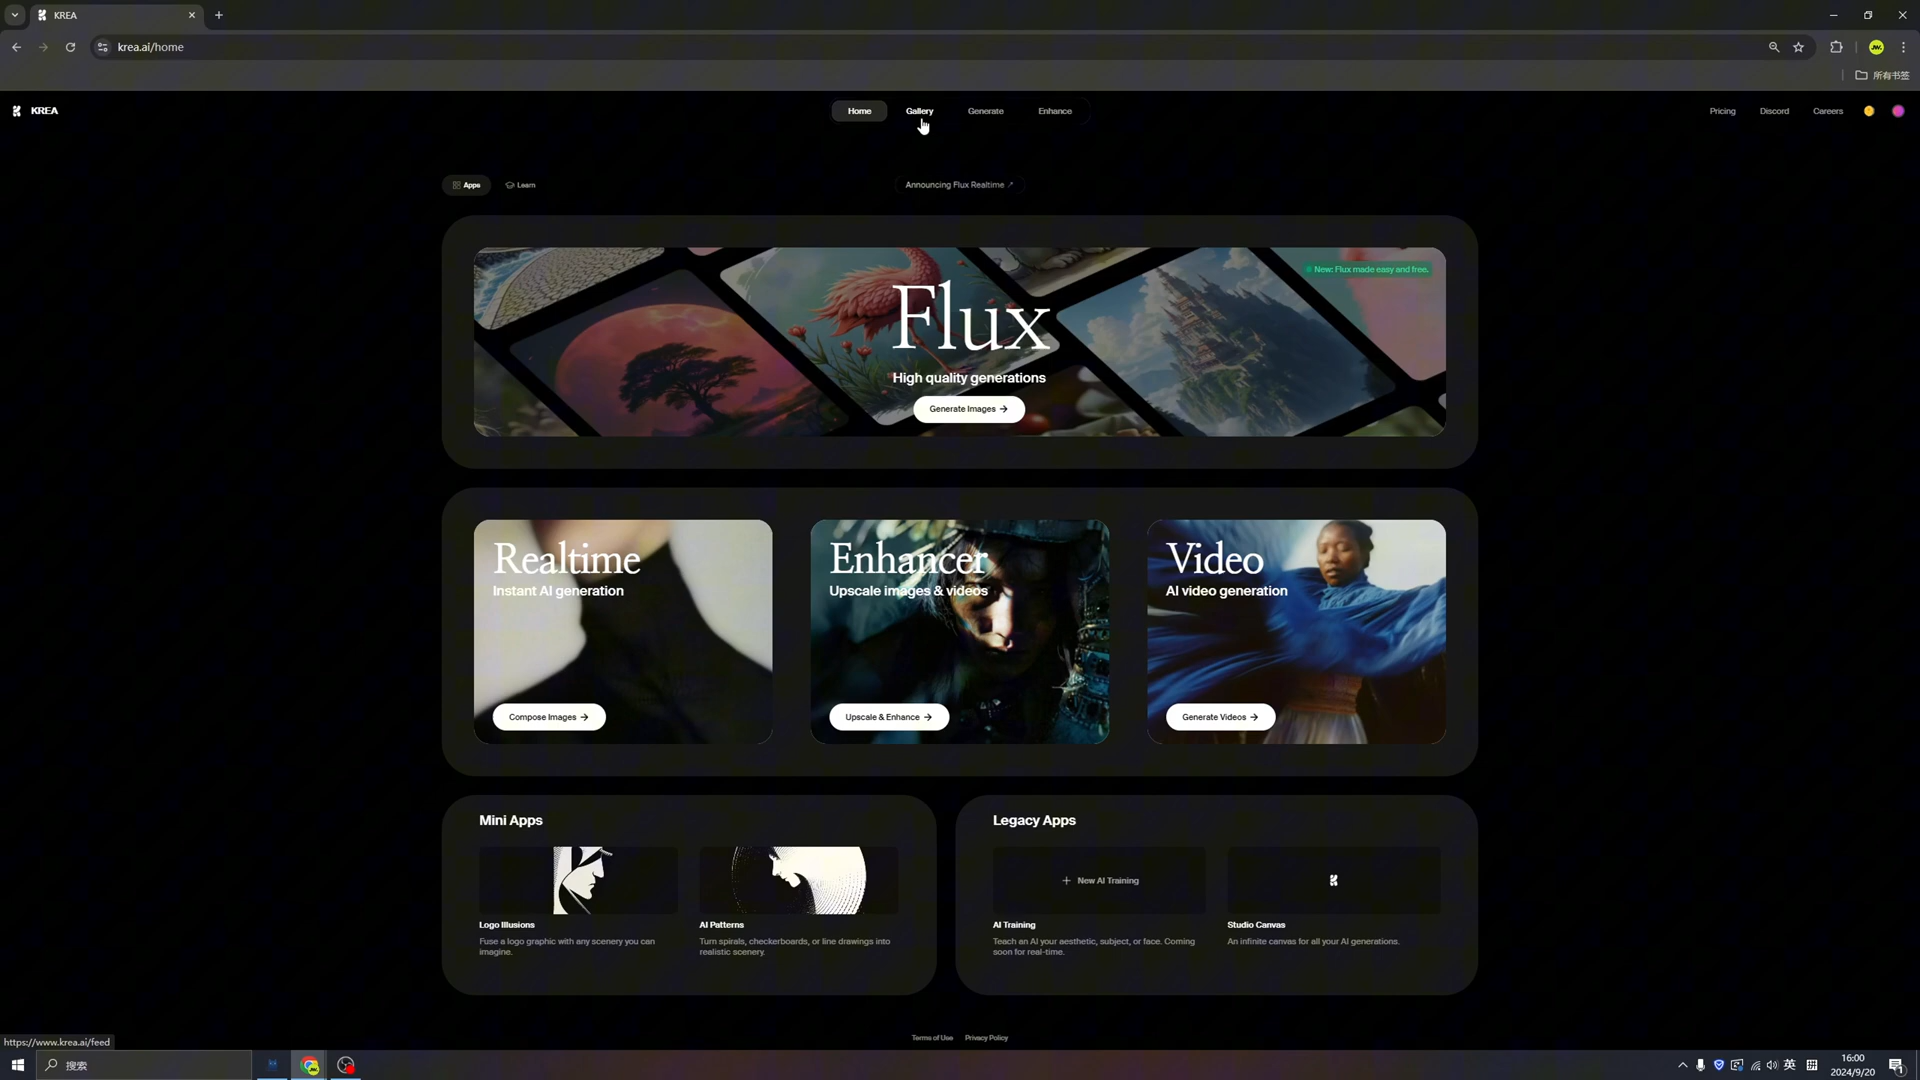 KREA
krea.ai/home
所有书签
KREA
Home
Gallery
Generate
Enhance
Pricing
Discord
Careers
Apps
Learn
Announcing Flux Realtime ↗
New: Flux made easy and free.
Flux
High quality generations
Generate Images →
Realtime
Instant AI generation
Compose Images →
Enhancer
Upscale images & videos
Upscale & Enhance →
Video
AI video generation
Generate Videos →
Mini Apps
Logo Illusions
Fuse a logo graphic with any scenery you can
imagine.
AI Patterns
Turn spirals, checkerboards, or line drawings into
realistic scenery.
Legacy Apps
+ New AI Training
AI Training
Teach an AI your aesthetic, subject, or face. Coming
soon for real-time.
Studio Canvas
An infinite canvas for all your AI generations.
Terms of Use
Privacy Policy
https://www.krea.ai/feed
搜索
英
16:00
2024/9/20